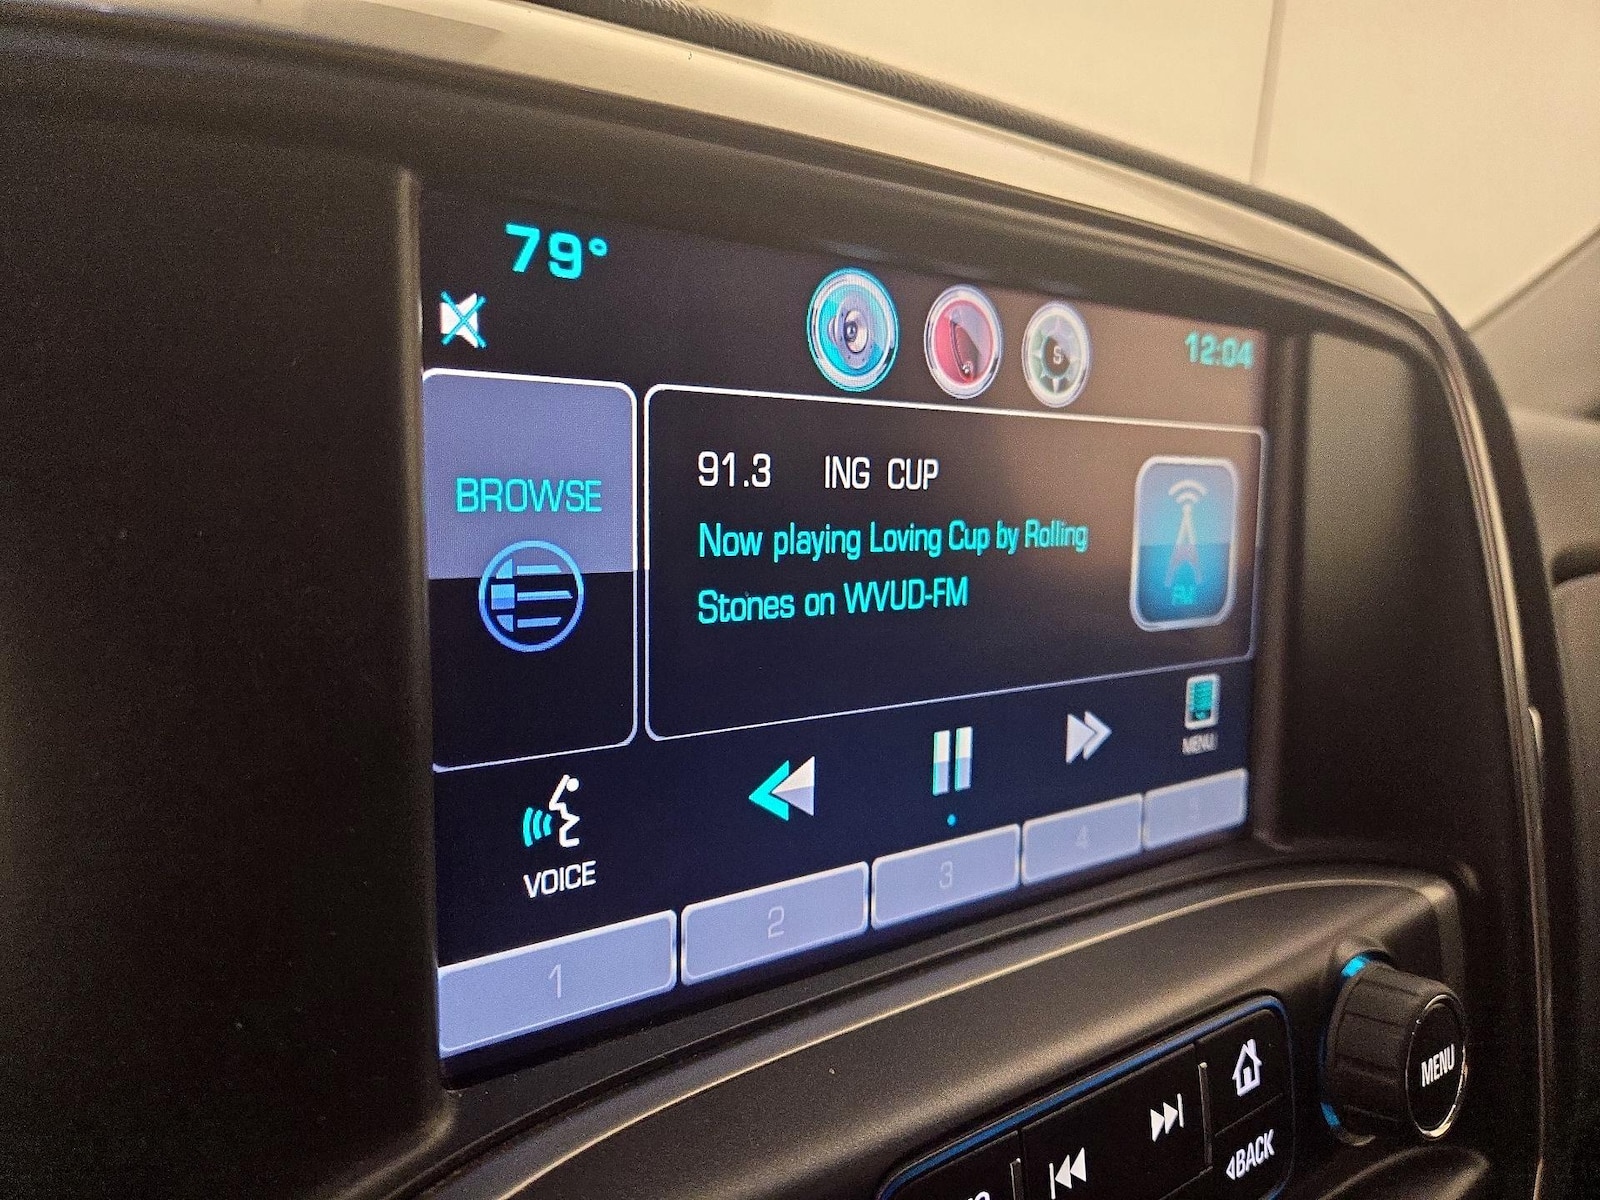 79°
12:04
S
BROWSE
91.3 ING CUP
Now playing Loving Cup by Rolling
Stones on WVUD-FM
FM
MENU
VOICE
1
2
3
4
MENU
BACK